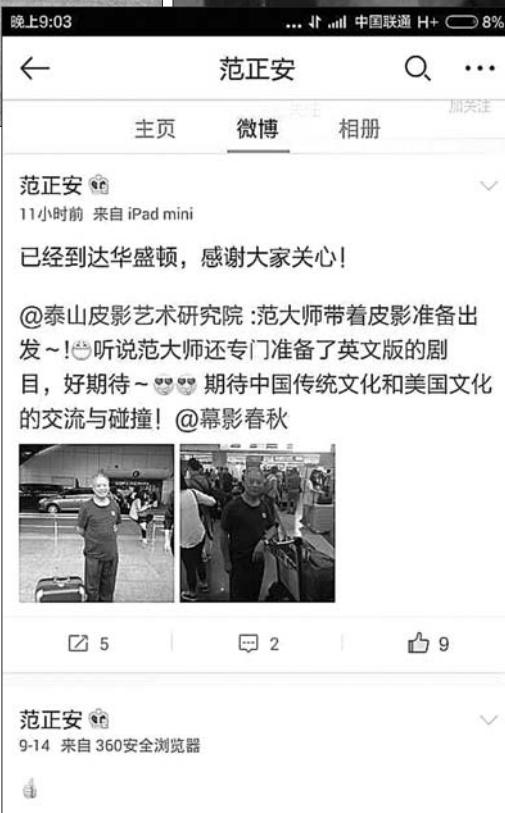 晚上9:03 ... 中国联通 H+ 8%
范正安
关注
加关注
主页 微博 相册
范正安
11小时前 来自 iPad mini
已经到达华盛顿，感谢大家关心！
@泰山皮影艺术研究院 :范大师带着皮影准备出
发～!听说范大师还专门准备了英文版的剧
目，好期待～ 期待中国传统文化和美国文化
的交流与碰撞！@幕影春秋
5 2 9
范正安
9-14 来自 360安全浏览器